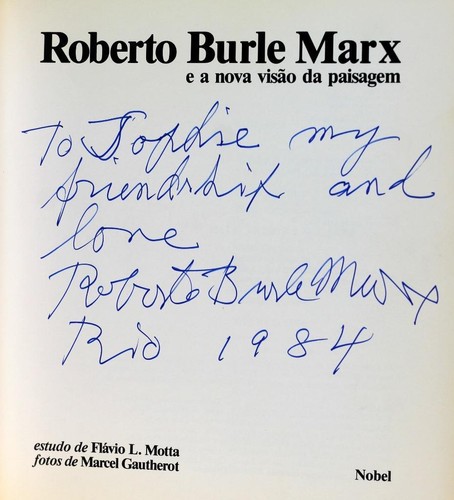 Roberto Burle Marx
e a nova visão da paisagem
To Sophie my
friendship and
love
Roberto Burle Marx
Rio 1984
estudo de Flávio L. Motta
fotos de Marcel Gautherot
Nobel